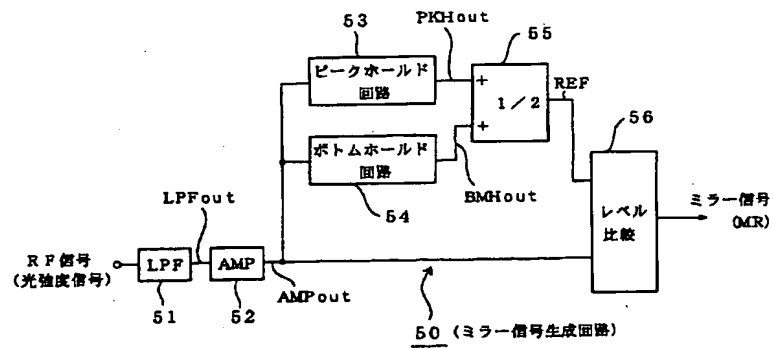 53
PKHout
55
ピークホールド
回路
+
1/2
+
REF
56
ボトムホールド
回路
54
BMHout
LPFout
レベル
比較
ミラー信号
(MR)
RF信号
(光強度信号)
LPF
AMP
51
52
AMPout
50 (ミラー信号生成回路)